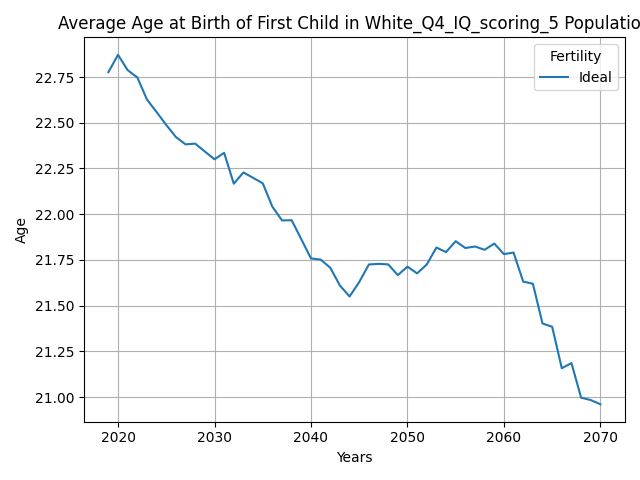 Average Age at Birth of First Child in White_Q4_IQ_scoring_5 Populatio
Fertility
Ideal
22.75
22.50
22.25
22.00
21.75
21.50
21.25
21.00
Age
2020 2030 2040 2050 2060 2070
Years